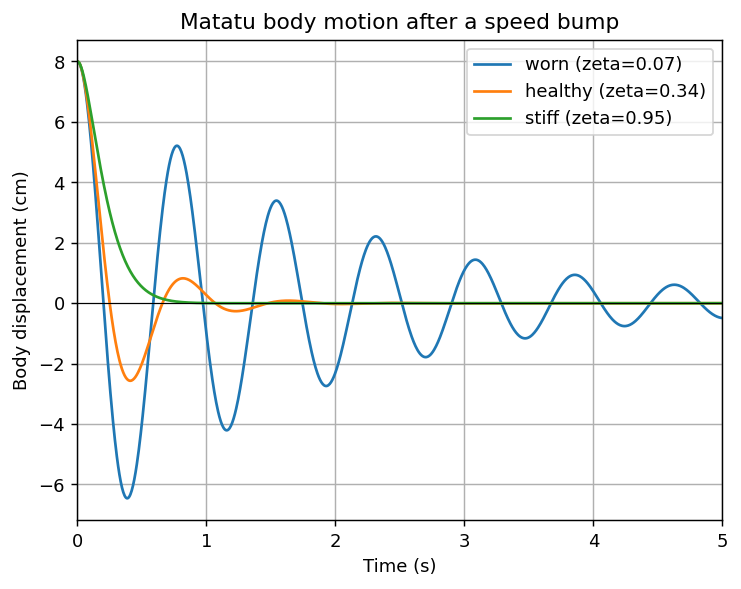 Matatu body motion after a speed bump
worn (zeta=0.07)
healthy (zeta=0.34)
stiff (zeta=0.95)
Body displacement (cm)
8
6
4
2
0
−2
−4
−6
0 1 2 3 4 5
Time (s)